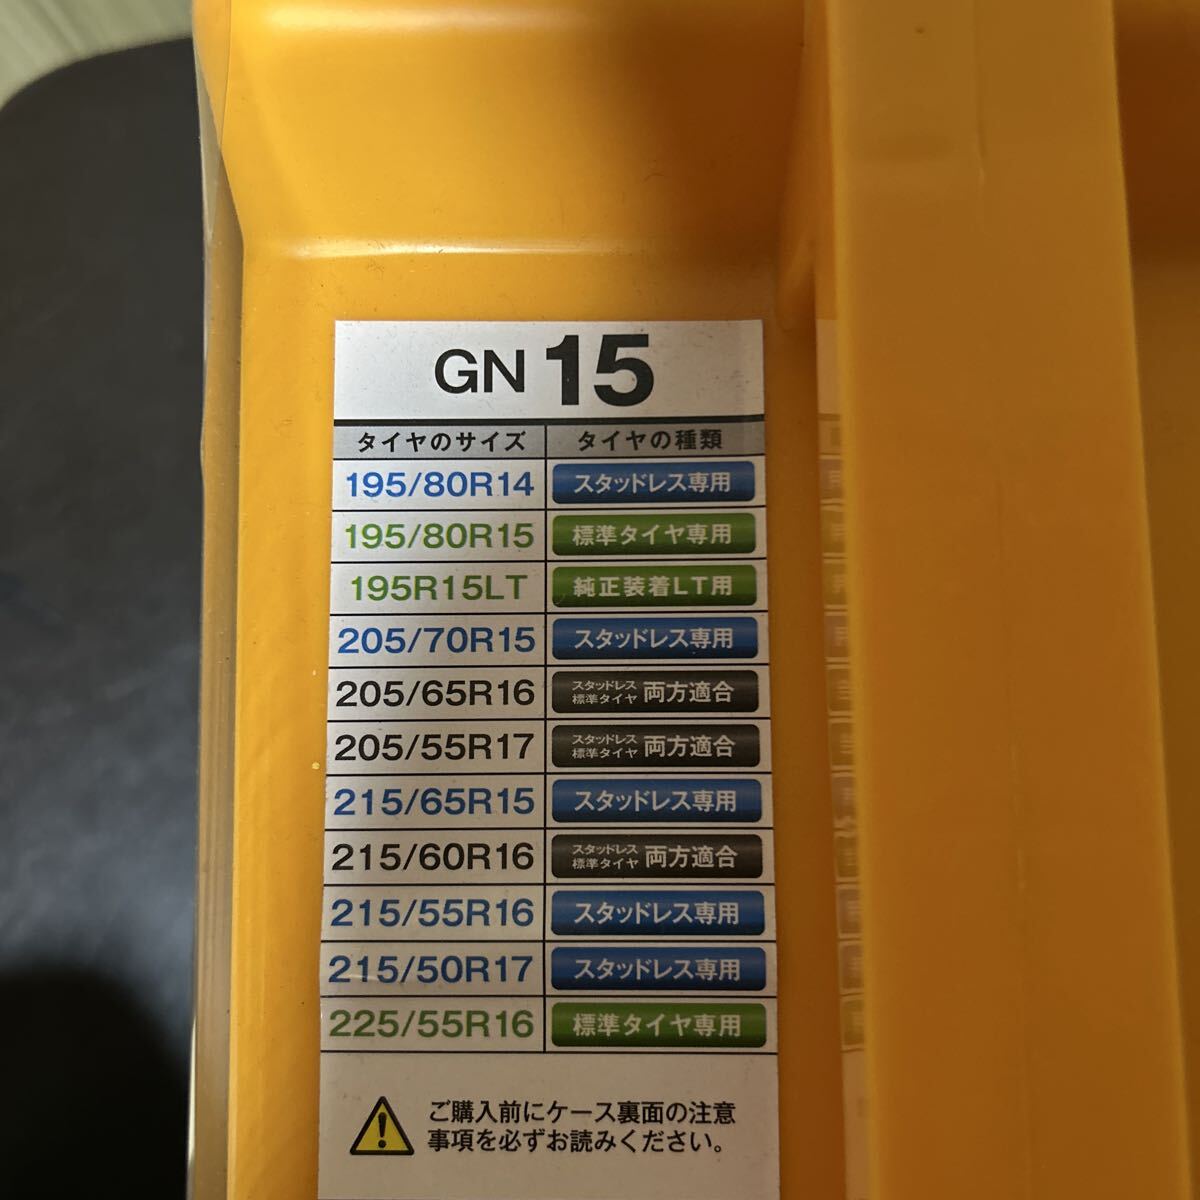 GN 15
タイヤのサイズ タイヤの種類
195/80R14 スタッドレス専用
195/80R15 標準タイヤ専用
195R15LT 純正装着LT用
205/70R15 スタッドレス専用
205/65R16 スタッドレス 標準タイヤ 両方適合
205/55R17 スタッドレス 標準タイヤ 両方適合
215/65R15 スタッドレス専用
215/60R16 スタッドレス 標準タイヤ 両方適合
215/55R16 スタッドレス専用
215/50R17 スタッドレス専用
225/55R16 標準タイヤ専用
ご購入前にケース裏面の注意
事項を必ずお読みください。